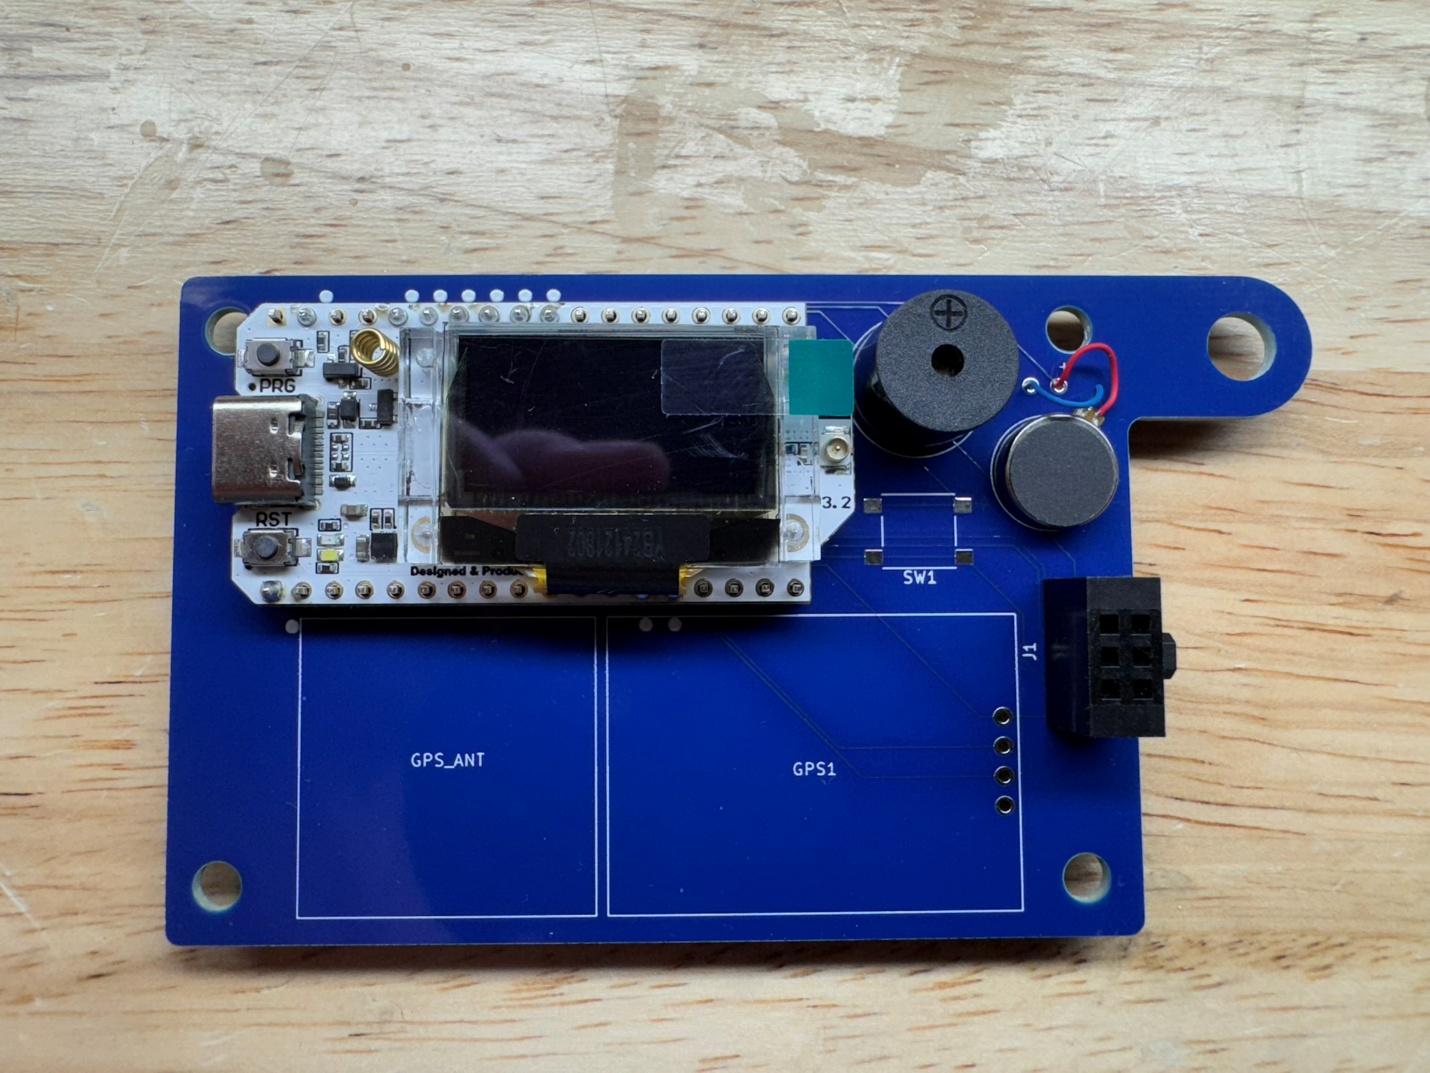 PRG
RST
3.2
Designed & Produ
SW1
J1
GPS_ANT
GPS1